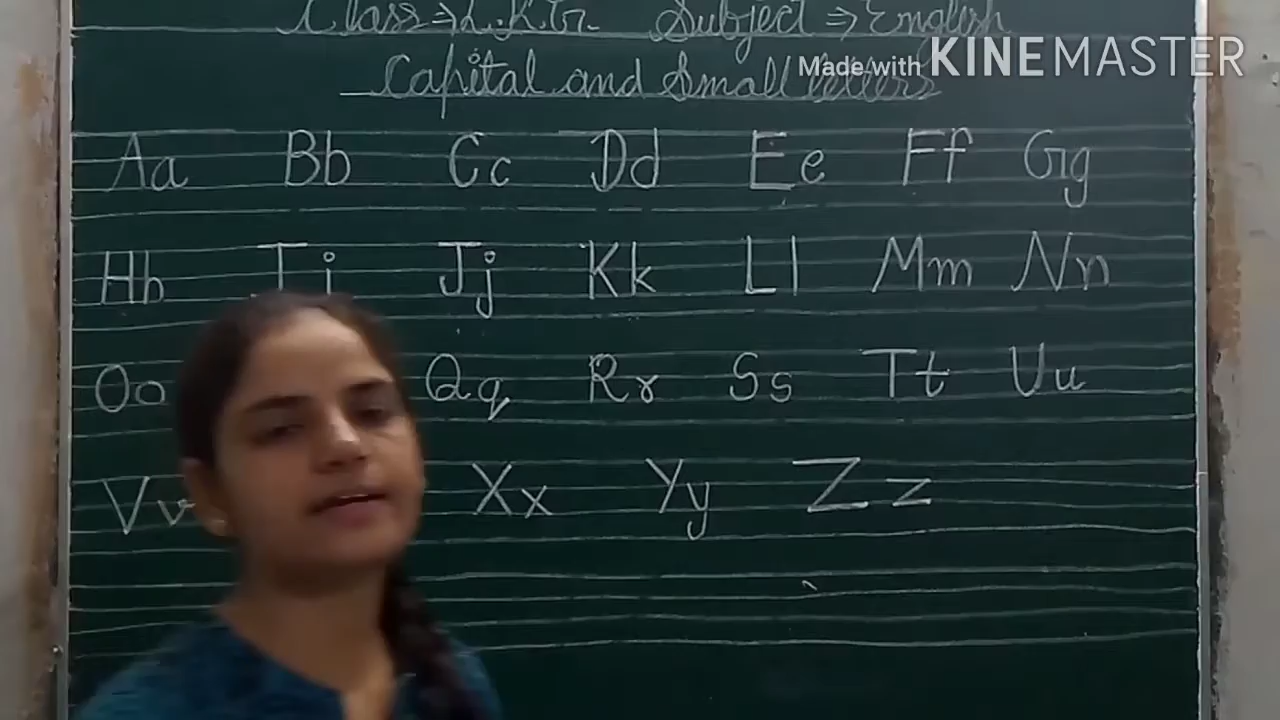 Class ⇒ L.K.G. Subject ⇒ English
Made with KINEMASTER
Capital and Small letters
Aa Bb Cc Dd Ee Ff Gg
Hh Ii Jj Kk Ll Mm Nn
Oo Qq Rr Ss Tt Uu
Vv Xx Yy Zz